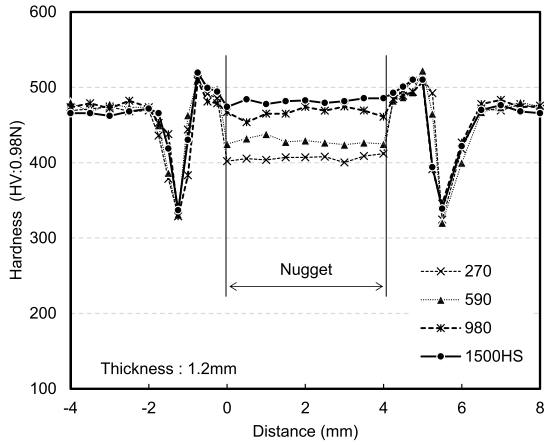 600
500
400
300
200
100
Hardness (HV:0.98N)
Nugget
270
590
980
1500HS
Thickness : 1.2mm
-4 -2 0 2 4 6 8
Distance (mm)